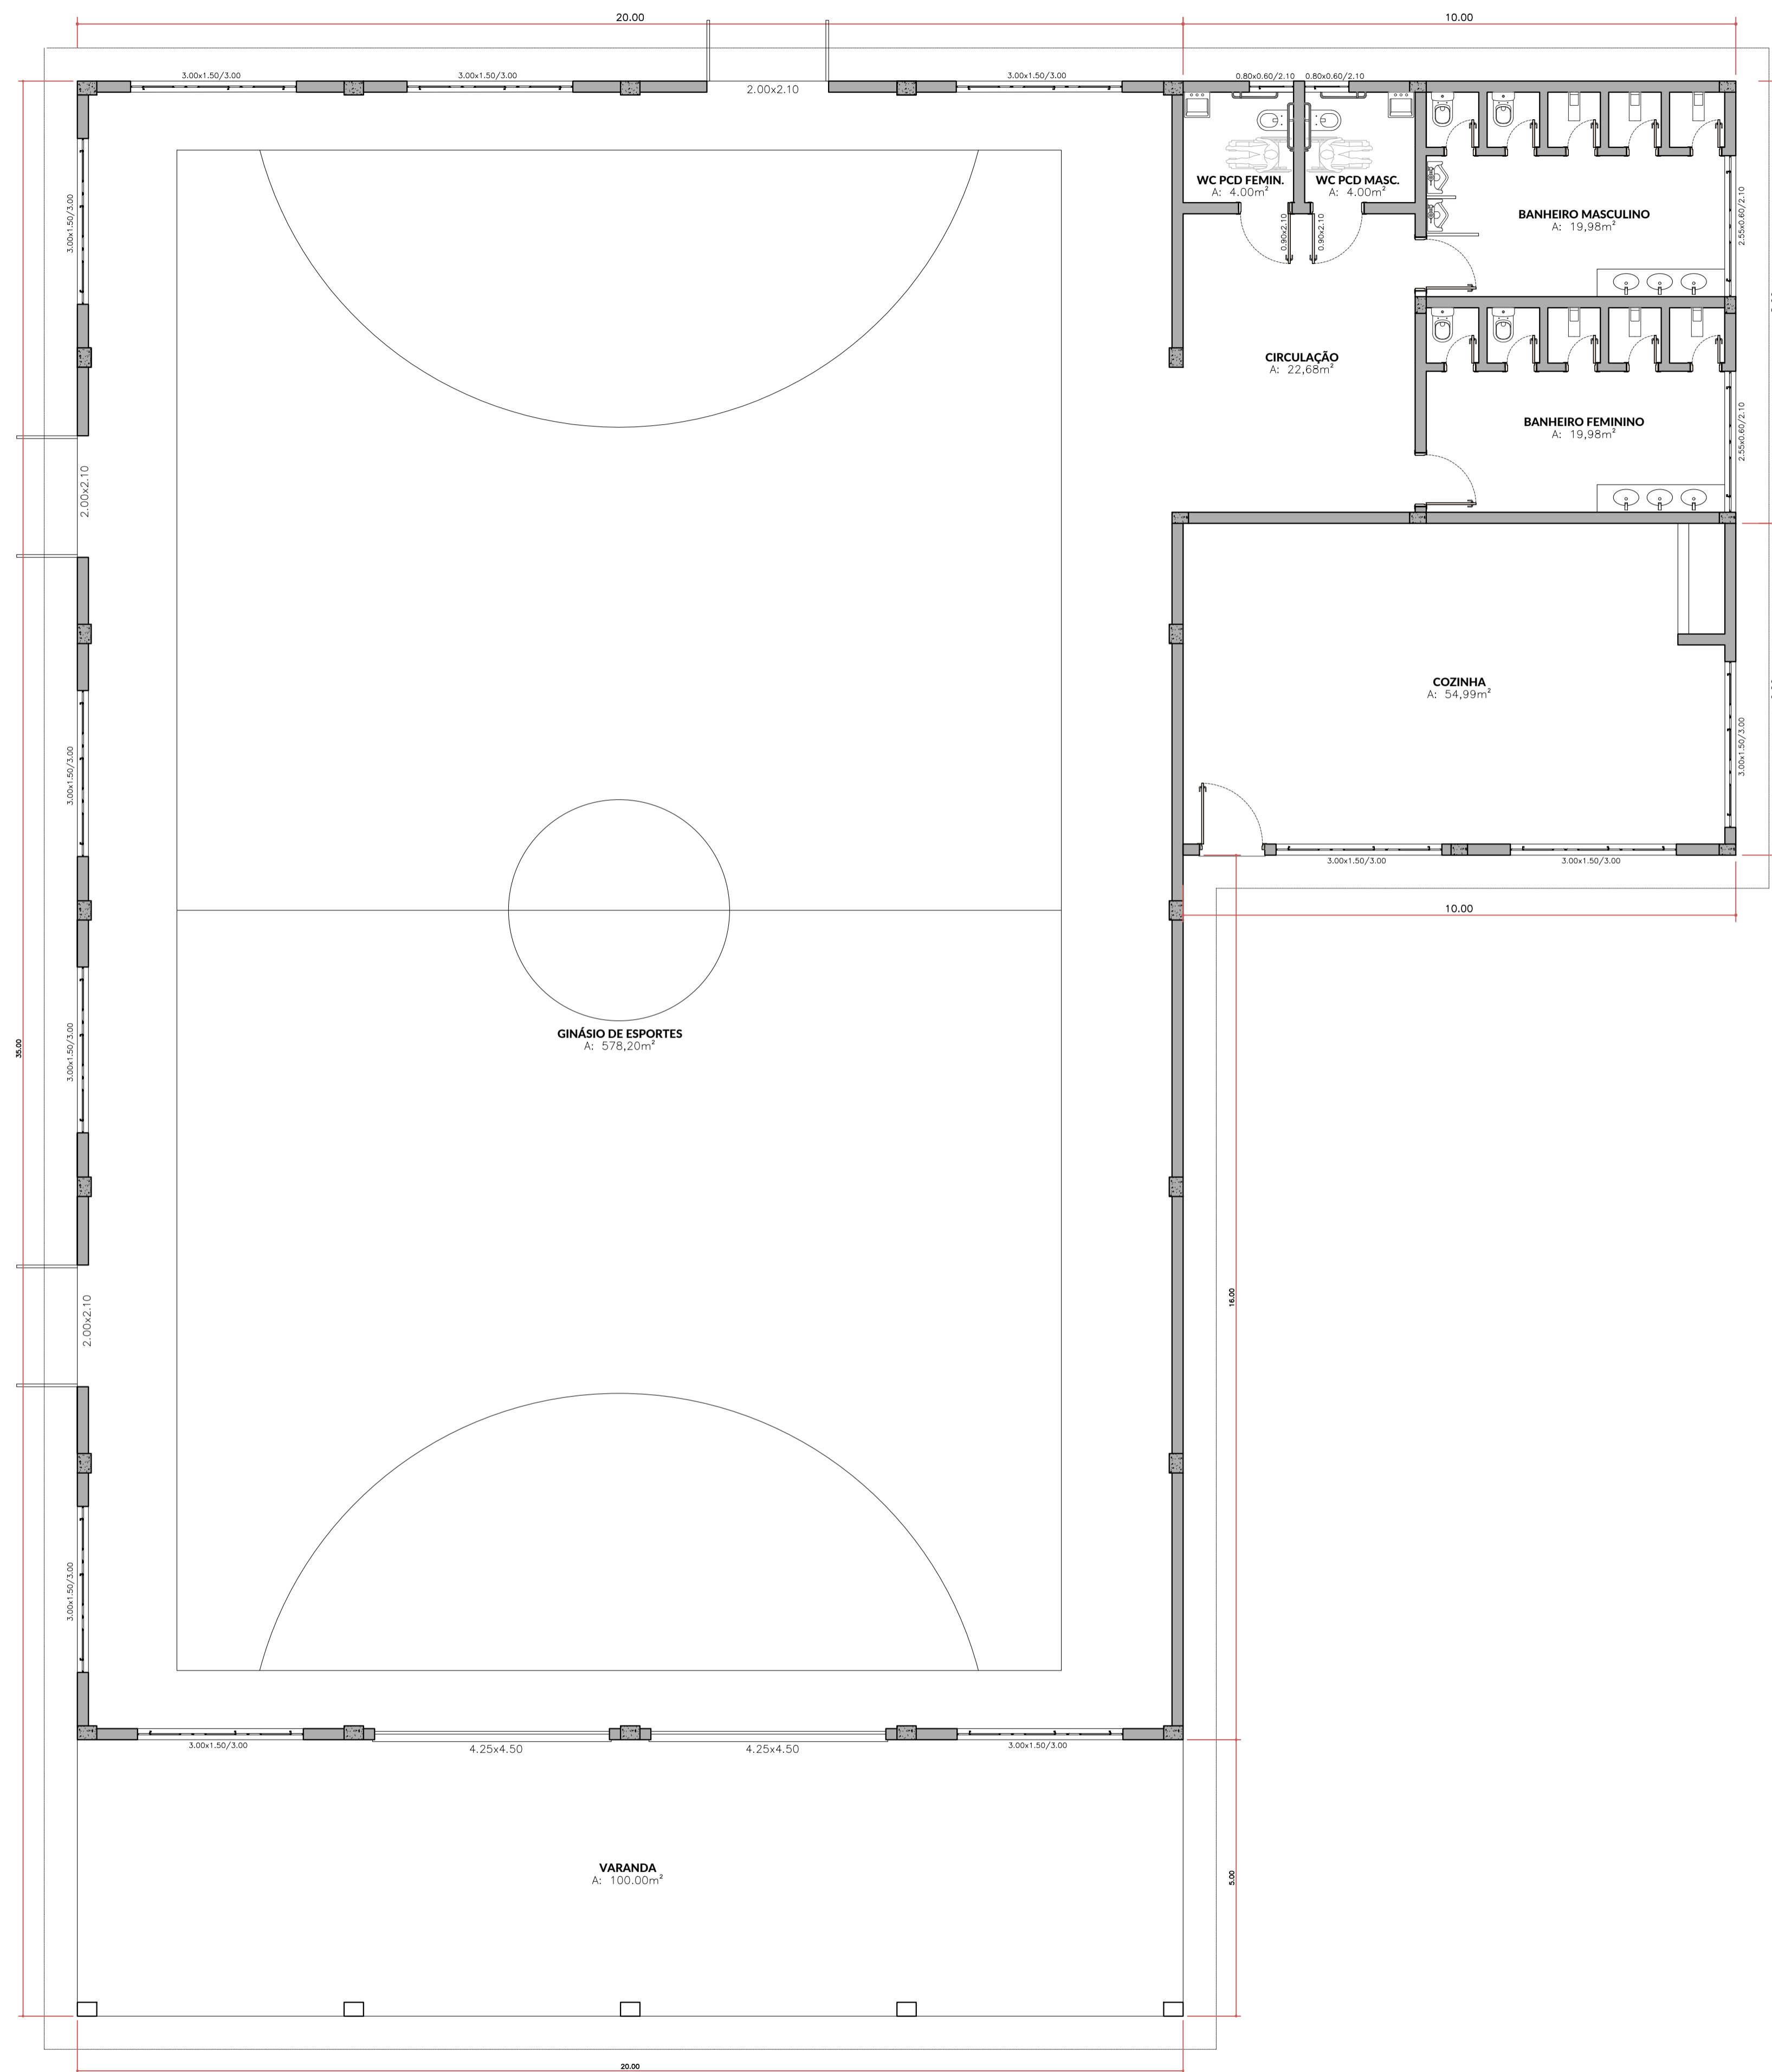 20.00
10.00
3.00x1.50/3.00
3.00x1.50/3.00
3.00x1.50/3.00
0.80x0.60/2.10
0.80x0.60/2.10
2.00x2.10
WC PCD FEMIN.
A: 4.00m²
WC PCD MASC.
A: 4.00m²
0.90x2.10
0.90x2.10
BANHEIRO MASCULINO
A: 19,98m²
2.55x0.60/2.10
3.00x1.50/3.00
CIRCULAÇÃO
A: 22,68m²
BANHEIRO FEMININO
A: 19,98m²
2.55x0.60/2.10
2.00x2.10
COZINHA
A: 54,99m²
3.00x1.50/3.00
3.00x1.50/3.00
3.00x1.50/3.00
3.00x1.50/3.00
10.00
GINÁSIO DE ESPORTES
A: 578,20m²
3.00x1.50/3.00
35.00
16.00
2.00x2.10
3.00x1.50/3.00
3.00x1.50/3.00
4.25x4.50
4.25x4.50
3.00x1.50/3.00
VARANDA
A: 100.00m²
5.00
20.00